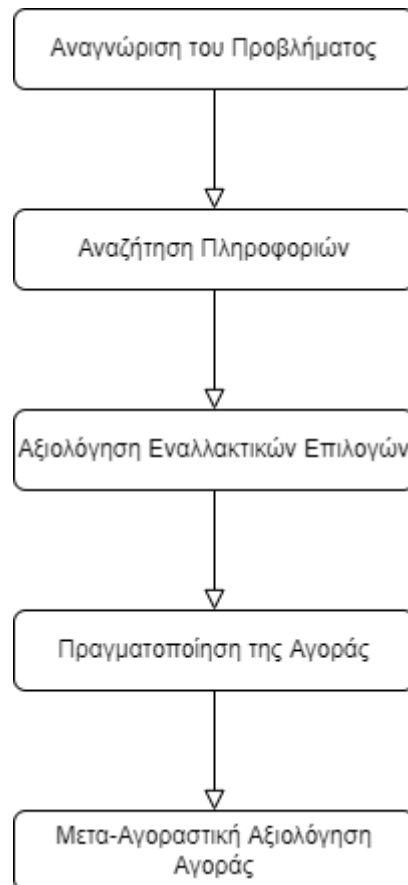 Αναγνώριση του Προβλήματος
Αναζήτηση Πληροφοριών
Αξιολόγηση Εναλλακτικών Επιλογών
Πραγματοποίηση της Αγοράς
Μετα-Αγοραστική Αξιολόγηση
Αγοράς